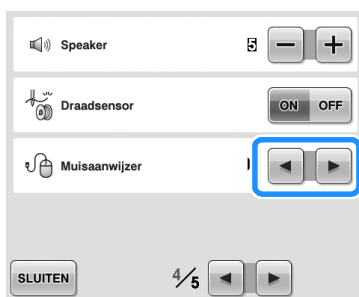 Speaker 5 − +
Draadsensor ON OFF
Muisaanwijzer
SLUITEN 4/5